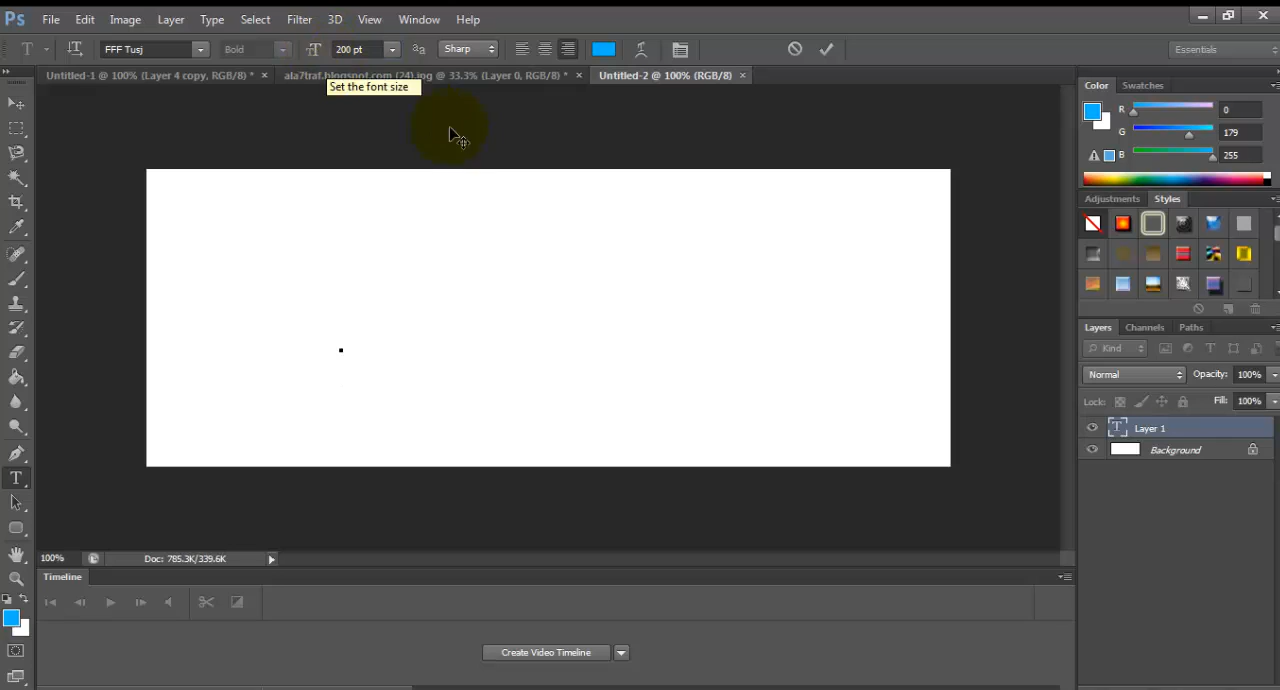 Ps File Edit Image Layer Type Select Filter 3D View Window Help
T FFF Tusj Bold 200 pt aa Sharp Essentials
Untitled-1 @ 100% (Layer 4 copy, RGB/8) * × ala7traf.blogspot.com (24).jpg @ 33.3% (Layer 0, RGB/8) * × Untitled-2 @ 100% (RGB/8) ×
Set the font size
Color Swatches
R 0
G 179
B 255
Adjustments Styles
Layers Channels Paths
Kind
Normal Opacity: 100%
Lock: Fill: 100%
T Layer 1
Background
100% Doc: 785.3K/339.6K
Timeline
Create Video Timeline